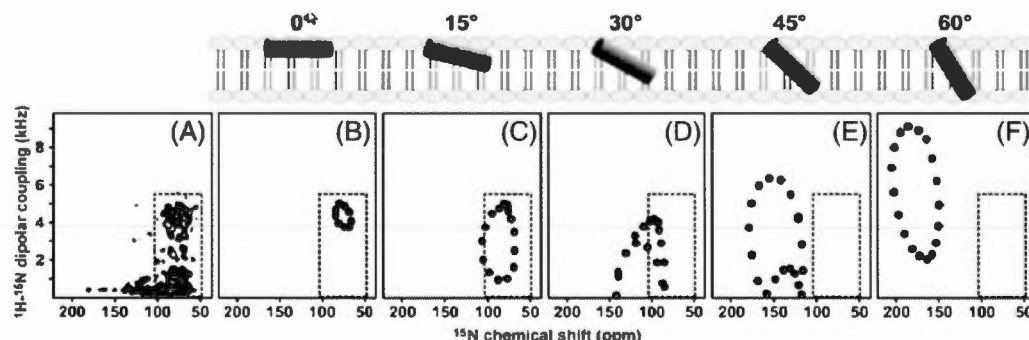 0° 15° 30° 45° 60°
(A) (B) (C) (D) (E) (F)
¹H-¹⁶N dipolar coupling (kHz)
8
6
4
2
200 150 100 50 200 150 100 50 200 150 100 50 200 150 100 50 200 150 100 50 200 150 100 50
¹⁵N chemical shift (ppm)